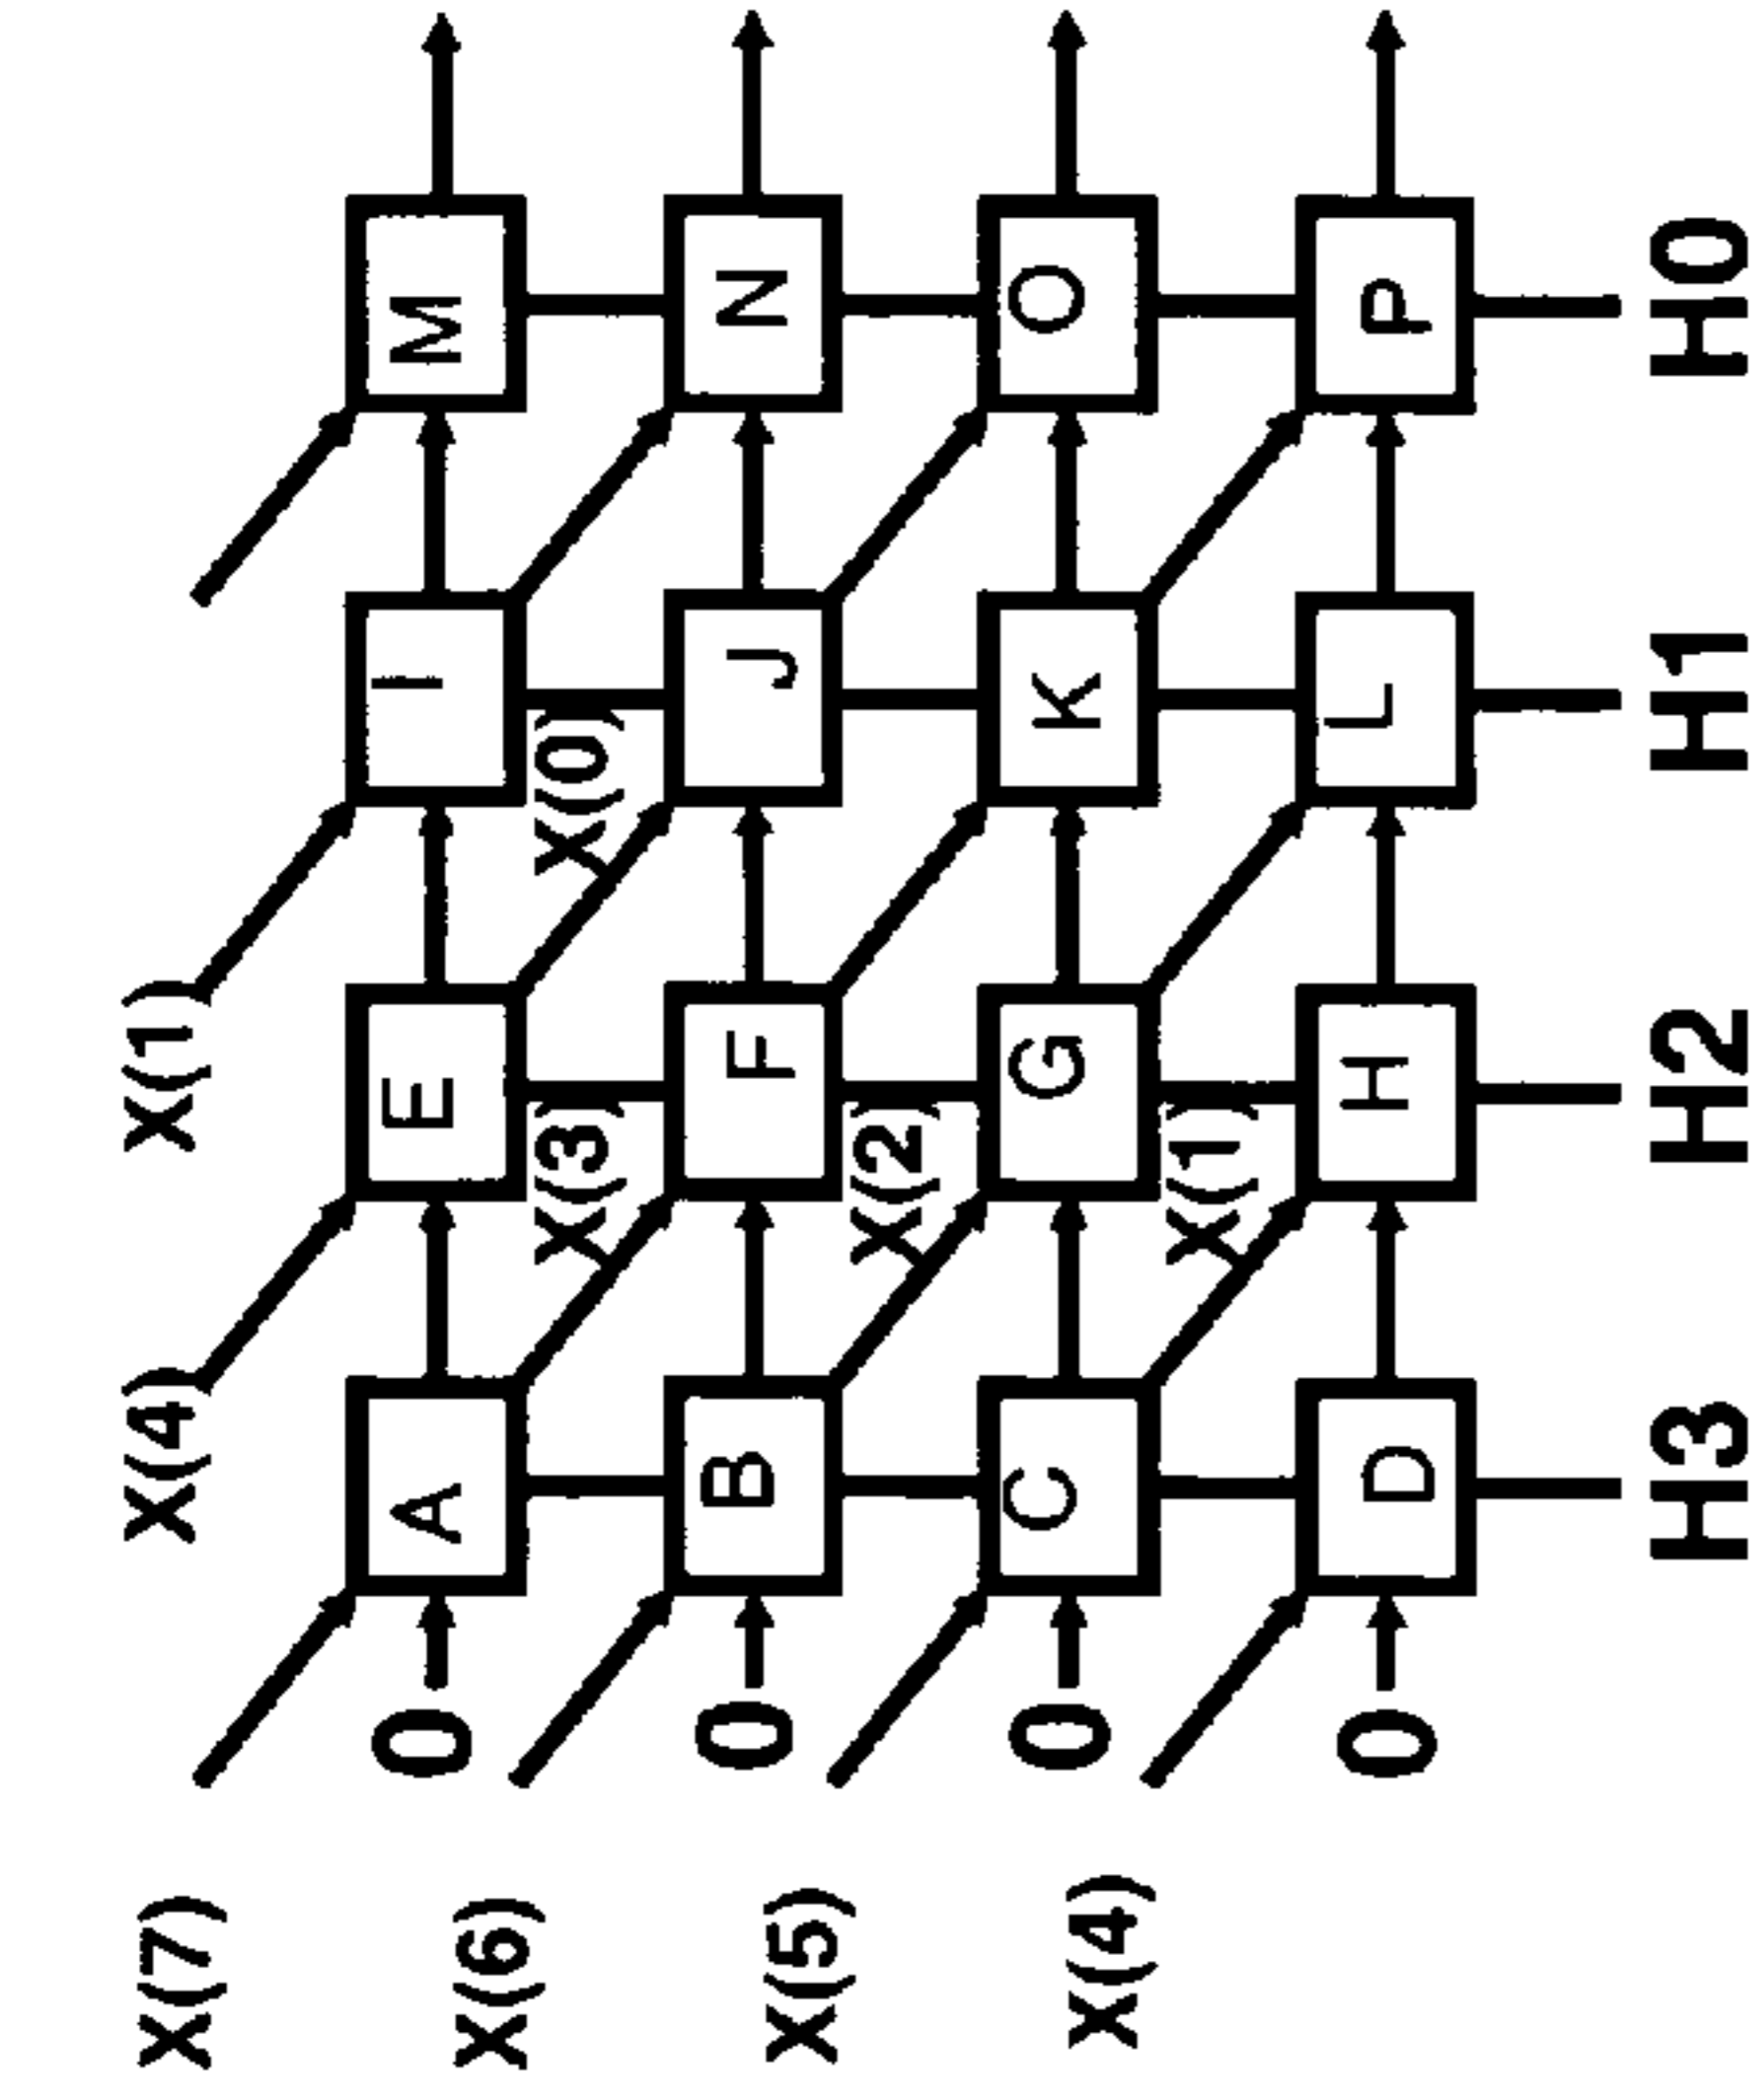 X(7) X(4) X(1)
0 A E I M
X(6) X(3) X(0)
0 B F J N
X(5) X(2)
0 C G K O
X(4) X(1)
0 D H L P
H3 H2 H1 H0